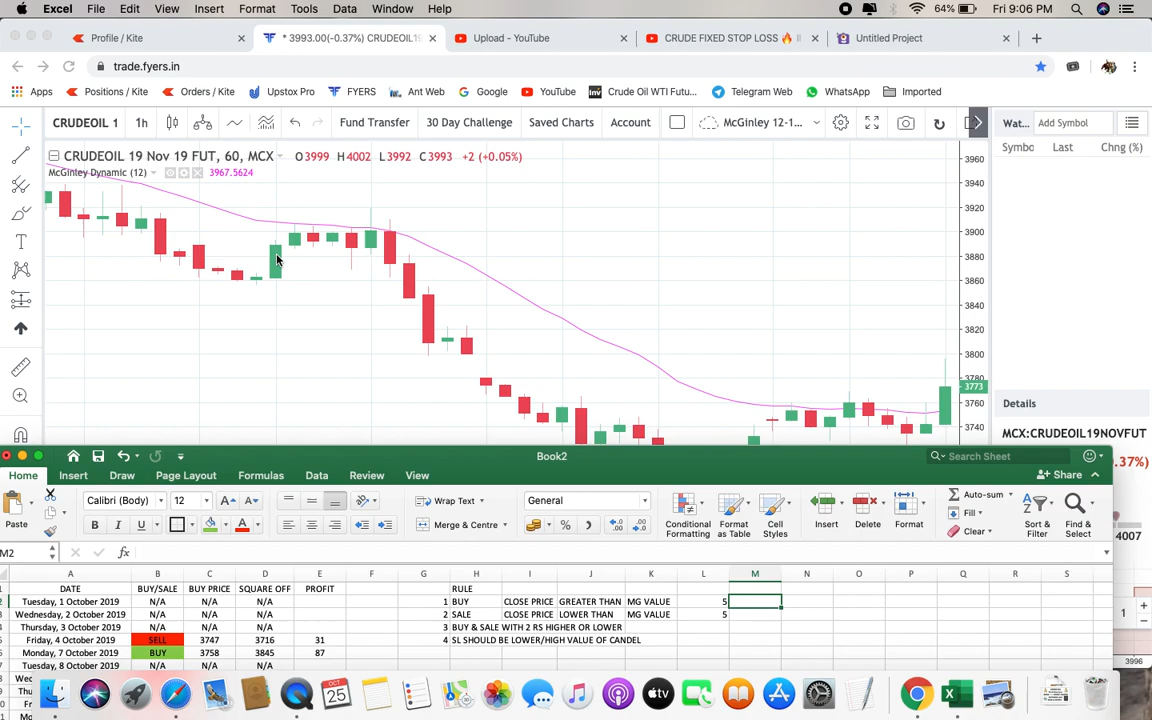 Excel File Edit View Insert Format Tools Data Window Help 64% Fri 9:06 PM
Profile / Kite * 3993.00(-0.37%) CRUDEOIL19 Upload - YouTube CRUDE FIXED STOP LOSS 🔥 Untitled Project
trade.fyers.in
Apps Positions / Kite Orders / Kite Upstox Pro FYERS Ant Web Google YouTube Crude Oil WTI Futu... Telegram Web WhatsApp Imported
CRUDEOIL 1 1h Fund Transfer 30 Day Challenge Saved Charts Account McGinley 12-1... Wat... Add Symbol
CRUDEOIL 19 Nov 19 FUT, 60, MCX O3999 H4002 L3992 C3993 +2 (+0.05%)
Symbo Last Chng (%)
McGinley Dynamic (12) 3967.5624
3960
3940
3920
3900
3880
3860
3840
3820
3800
3780
3773
3760
3740
Details
MCX:CRUDEOIL19NOVFUT
.37%)
4007
1
3996
Book2 Search Sheet
Home Insert Draw Page Layout Formulas Data Review View Share
Paste Calibri (Body) 12 Wrap Text General Conditional Formatting Format as Table Cell Styles Insert Delete Format Auto-sum Fill Clear Sort & Filter Find & Select
B I U A Merge & Centre %
M2 fx
A B C D E F G H I J K L M N O P Q R S
DATE BUY/SALE BUY PRICE SQUARE OFF PROFIT RULE
Tuesday, 1 October 2019 N/A N/A N/A 1 BUY CLOSE PRICE GREATER THAN MG VALUE 5
Wednesday, 2 October 2019 N/A N/A N/A 2 SALE CLOSE PRICE LOWER THAN MG VALUE 5
Thursday, 3 October 2019 N/A N/A N/A 3 BUY & SALE WITH 2 RS HIGHER OR LOWER
Friday, 4 October 2019 SELL 3747 3716 31 4 SL SHOULD BE LOWER/HIGH VALUE OF CANDEL
Monday, 7 October 2019 BUY 3758 3845 87
Tuesday, 8 October 2019 N/A N/A N/A
OCT
25
tv